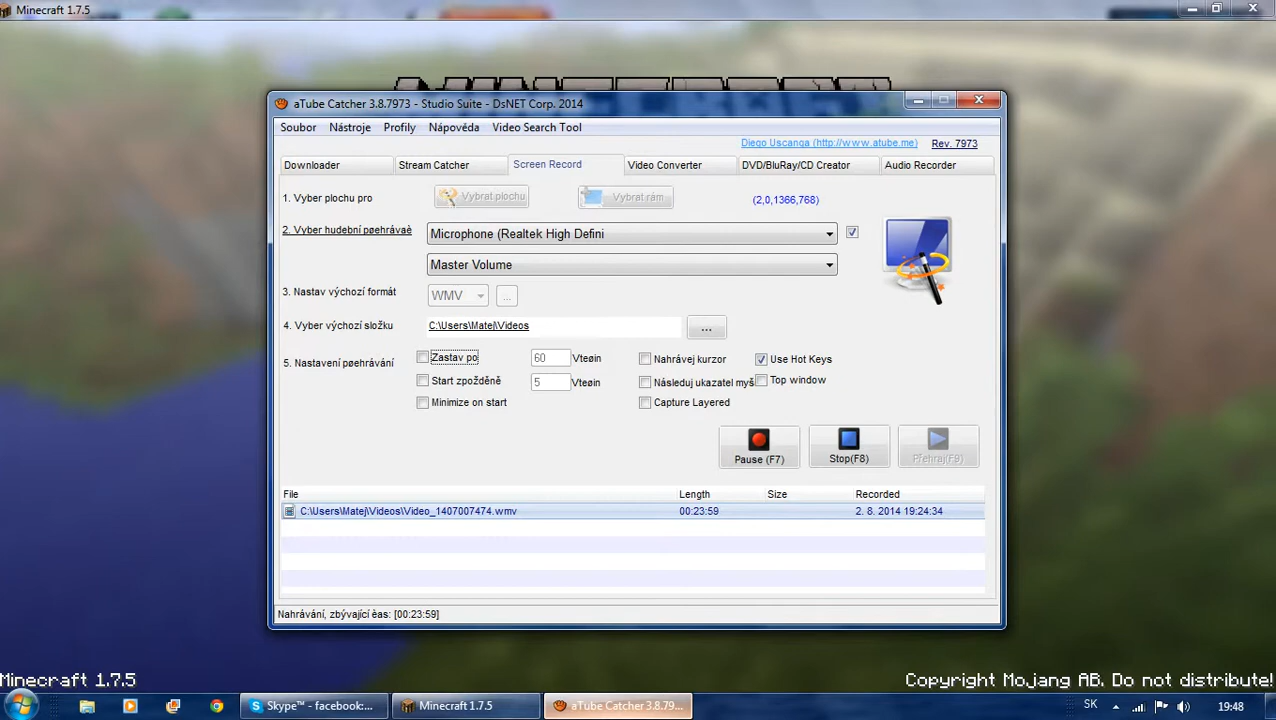 Minecraft 1.7.5
aTube Catcher 3.8.7973 - Studio Suite - DsNET Corp. 2014
Soubor Nástroje Profily Nápovéda Video Search Tool
Diego Uscanga (http://www.atube.me) Rev. 7973
Downloader Stream Catcher Screen Record Video Converter DVD/BluRay/CD Creator Audio Recorder
1. Vyber plochu pro Vybrat plochu Vybrat rám (2,0,1366,768)
2. Vyber hudební pøehrávaè Microphone (Realtek High Defini
Master Volume
3. Nastav výchozí formát WMV ...
4. Vyber výchozí složku C:\Users\Matej\Videos ...
5. Nastavení pøehrávání
Zastav po 60 Vteøin Nahrávej kurzor Use Hot Keys
Start zpožděně 5 Vteøin Následuj ukazatel myš Top window
Minimize on start Capture Layered
Pause (F7) Stop(F8) Přehraj(F9)
File Length Size Recorded
C:\Users\Matej\Videos\Video_1407007474.wmv 00:23:59 2. 8. 2014 19:24:34
Nahrávání, zbývající èas: [00:23:59]
Minecraft 1.7.5 Copyright Mojang AB. Do not distribute!
Skype™ - facebook:... Minecraft 1.7.5 aTube Catcher 3.8.79... SK 19:48